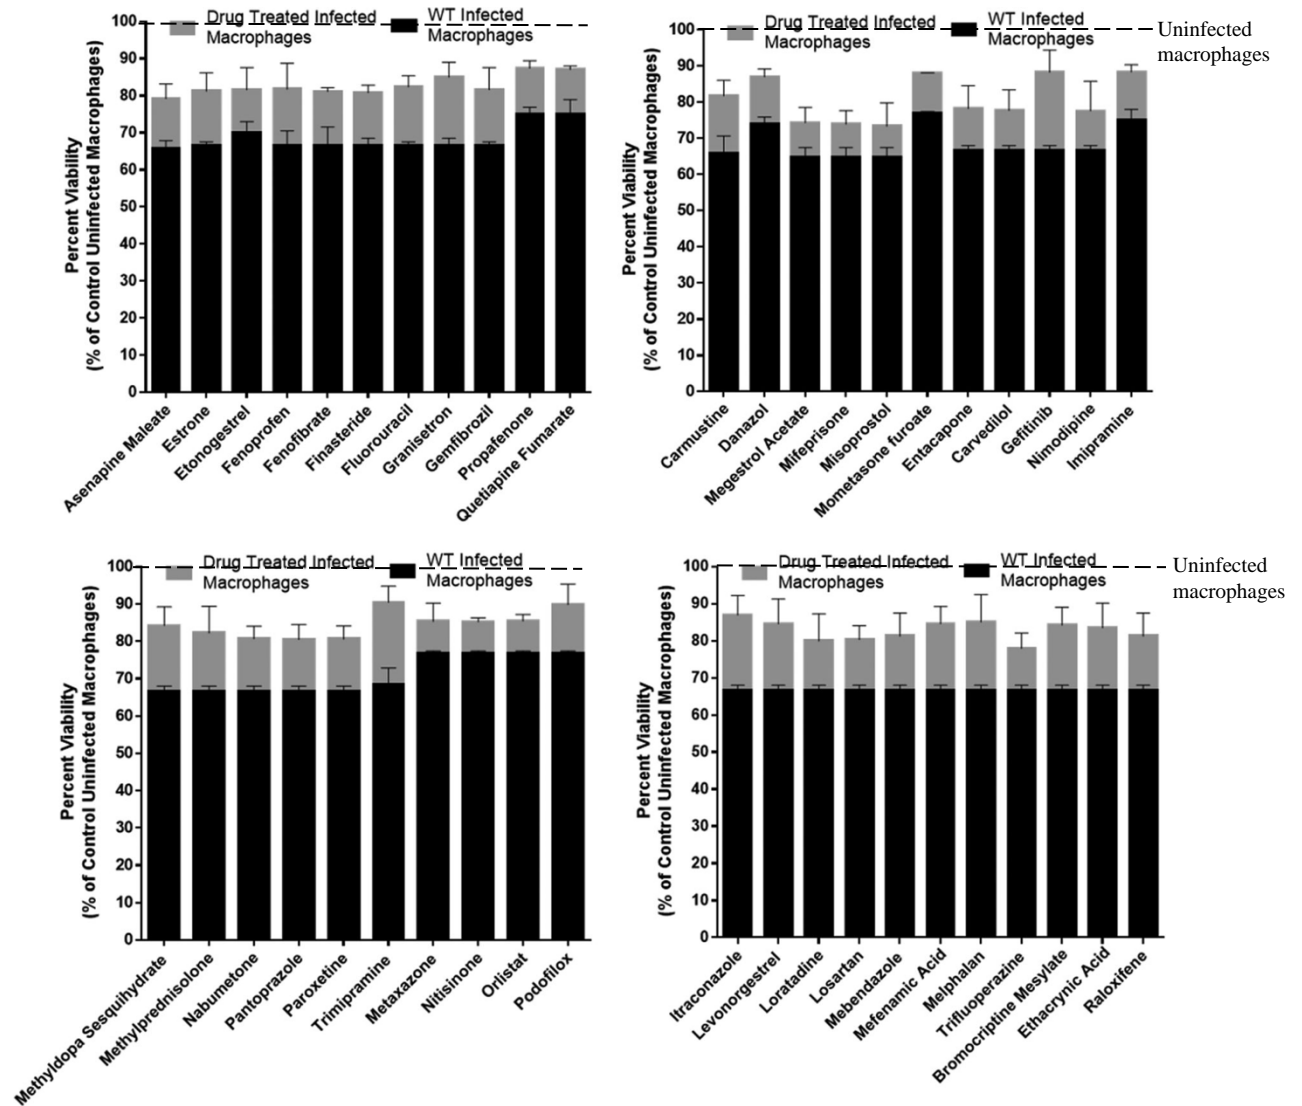 Drug Treated Infected
Macrophages
WT Infected
Macrophages
Percent Viability
(% of Control Uninfected Macrophages)
100
90
80
70
60
50
40
30
20
10
0
Asenapine Maleate
Estrone
Etonogestrel
Fenoprofen
Fenofibrate
Finasteride
Fluorouracil
Granisetron
Gemfibrozil
Propafenone
Quetiapine Fumarate
Drug Treated Infected
Macrophages
WT Infected
Macrophages
Uninfected
macrophages
Percent Viability
(% of Control Uninfected Macrophages)
100
90
80
70
60
50
40
30
20
10
0
Carmustine
Danazol
Megestrol Acetate
Mifeprisone
Misoprostol
Mometasone furoate
Entacapone
Carvedilol
Gefitinib
Nimodipine
Imipramine
Drug Treated Infected
Macrophages
WT Infected
Macrophages
Percent Viability
(% of Control Uninfected Macrophages)
100
90
80
70
60
50
40
30
20
10
0
Methyldopa Sesquihydrate
Methylprednisolone
Nabumetone
Pantoprazole
Paroxetine
Trimipramine
Metaxazone
Nitisinone
Orlistat
Podofilox
Drug Treated Infected
Macrophages
WT Infected
Macrophages
Uninfected
macrophages
Percent Viability
(% of Control Uninfected Macrophages)
100
90
80
70
60
50
40
30
20
10
0
Itraconazole
Levonorgestrel
Loratadine
Losartan
Mebendazole
Mefenamic Acid
Melphalan
Trifluoperazine
Bromocriptine Mesylate
Ethacrynic Acid
Raloxifene